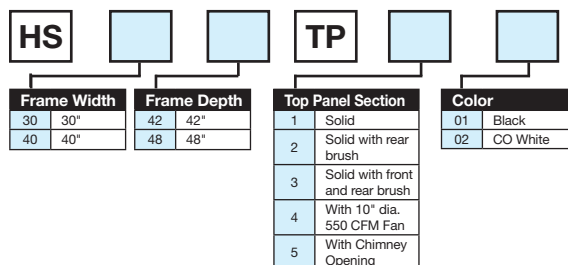 HS TP
Frame Width
30 30"
40 40"
Frame Depth
42 42"
48 48"
Top Panel Section
1 Solid
2 Solid with rear
brush
3 Solid with front
and rear brush
4 With 10" dia.
550 CFM Fan
5 With Chimney
Opening
Color
01 Black
02 CO White